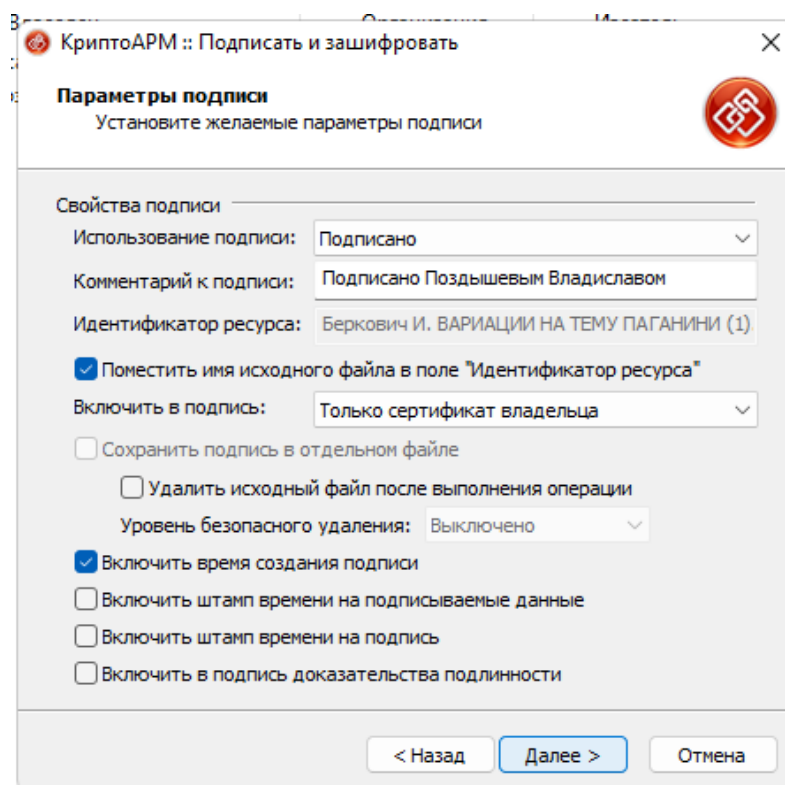 КриптоАРМ :: Подписать и зашифровать
Параметры подписи
Установите желаемые параметры подписи
Свойства подписи
Использование подписи: Подписано
Комментарий к подписи: Подписано Поздышевым Владиславом
Идентификатор ресурса: Беркович И. ВАРИАЦИИ НА ТЕМУ ПАГАНИНИ (1).
Поместить имя исходного файла в поле "Идентификатор ресурса"
Включить в подпись: Только сертификат владельца
Сохранить подпись в отдельном файле
Удалить исходный файл после выполнения операции
Уровень безопасного удаления: Выключено
Включить время создания подписи
Включить штамп времени на подписываемые данные
Включить штамп времени на подпись
Включить в подпись доказательства подлинности
< Назад Далее > Отмена